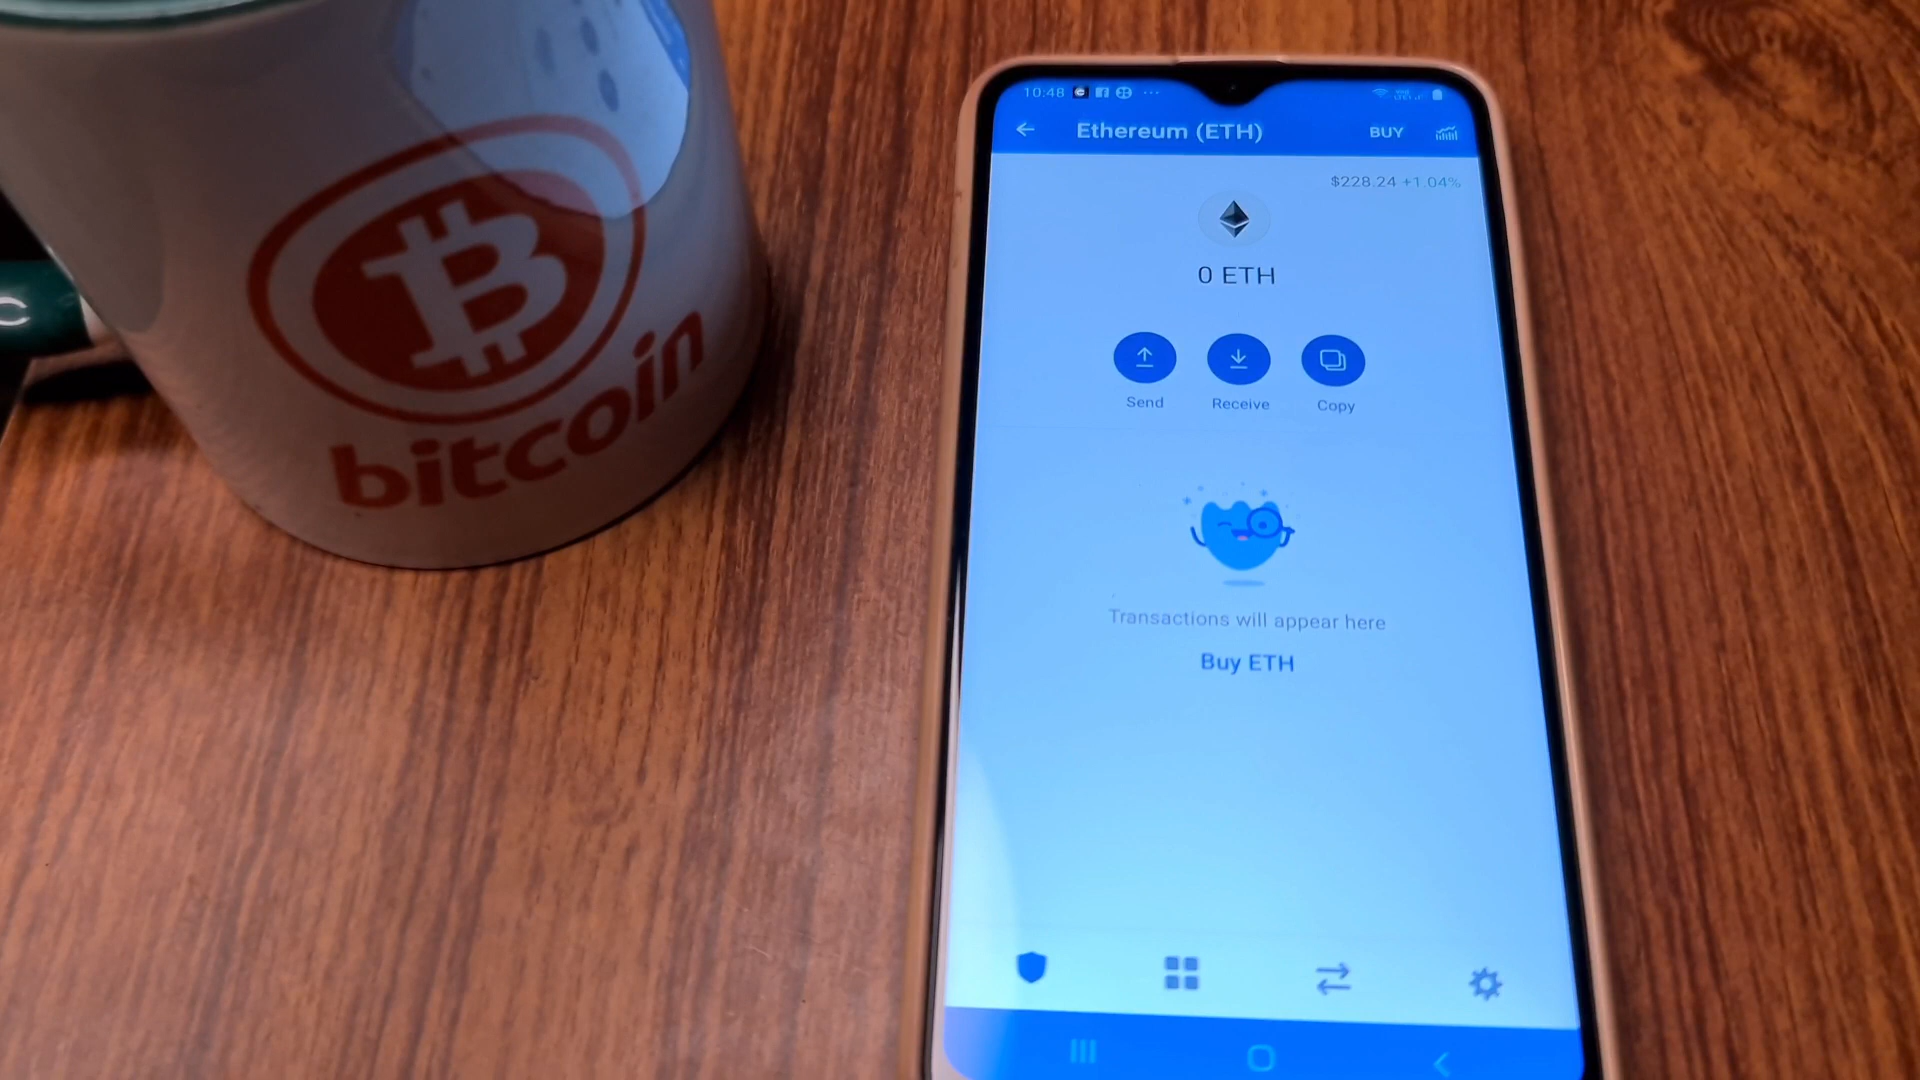 bitcoin
10:48
Ethereum (ETH)
BUY
$228.24 +1.04%
0 ETH
Send
Receive
Copy
Transactions will appear here
Buy ETH